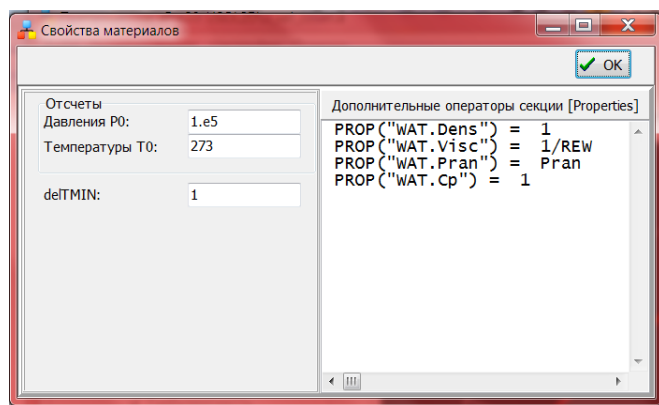 Свойства материалов
OK
Отсчеты
Давления P0: 1.e5
Температуры T0: 273
delTMIN: 1
Дополнительные операторы секции [Properties]
PROP("WAT.Dens") = 1
PROP("WAT.Visc") = 1/REW
PROP("WAT.Pran") = Pran
PROP("WAT.Cp") = 1